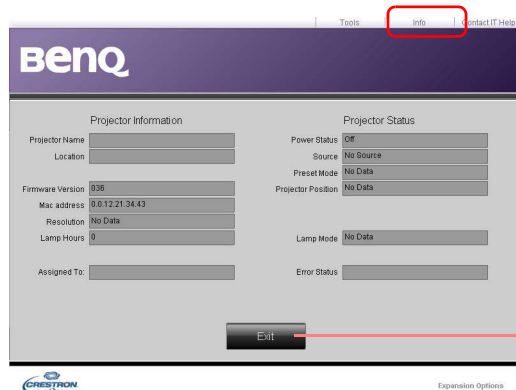 Tools Info Contact IT Help
BenQ
Projector Information Projector Status
Projector Name Power Status Off
Location Source No Source
Preset Mode No Data
Firmware Version 036 Projector Position No Data
Mac address 0.0.12.21.34.43
Resolution No Data
Lamp Hours 0 Lamp Mode No Data
Assigned To: Error Status
Exit
CRESTRON
Expansion Options